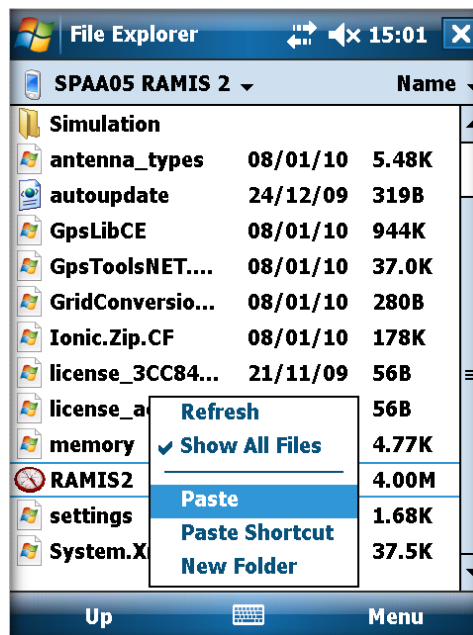 File Explorer 15:01
SPAA05 RAMIS 2 Name
Simulation
antenna_types 08/01/10 5.48K
autoupdate 24/12/09 319B
GpsLibCE 08/01/10 944K
GpsToolsNET.... 08/01/10 37.0K
GridConversio... 08/01/10 280B
Ionic.Zip.CF 08/01/10 178K
license_3CC84... 21/11/09 56B
license_a 56B
memory 4.77K
RAMIS2 4.00M
settings 1.68K
System.X 37.5K
Refresh
Show All Files
Paste
Paste Shortcut
New Folder
Up Menu